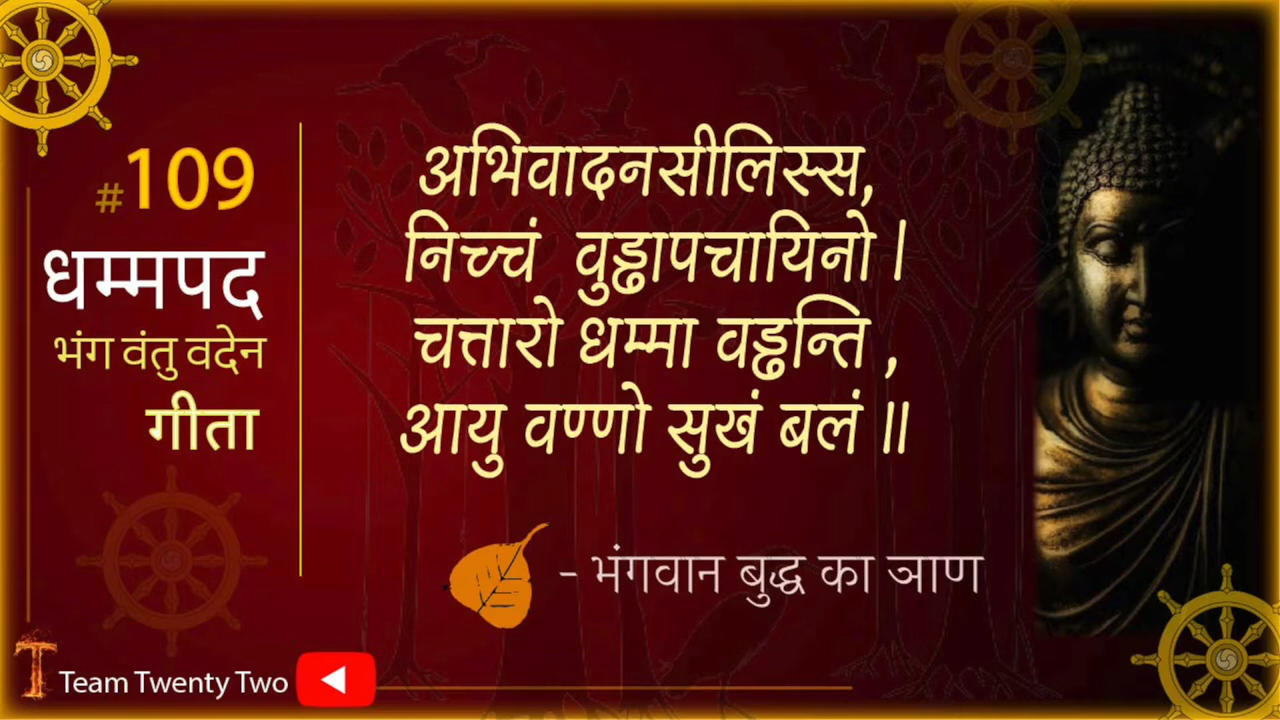 #109
धम्मपद
भंग वंतु वदेन
गीता
अभिवादनसीलिस्स,
निच्चं वुड्ढापचायिनो।
चत्तारो धम्मा वड्ढन्ति ,
आयु वण्णो सुखं बलं॥
- भंगवान बुद्ध का ञाण
Team Twenty Two